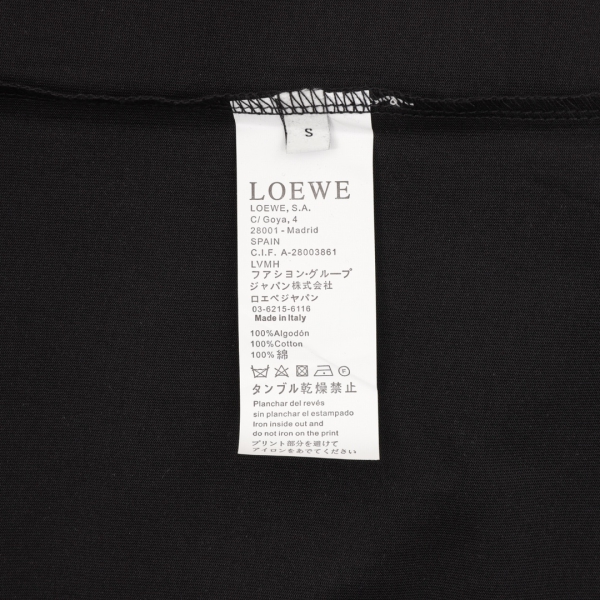 S
LOEWE
LOEWE, S.A.
C/ Goya, 4
28001 - Madrid
SPAIN
C.I.F. A-28003861
LVMH
ファション・グループ
ジャパン株式会社
ロエベジャパン
03-6215-6116
Made in Italy
100%Algodón
100%Cotton
100%綿
タンブル乾燥禁止
Planchar del revés
sin planchar el estampado
Iron inside out and
do not iron on the print
プリント部分を避けて
アイロンをあててください